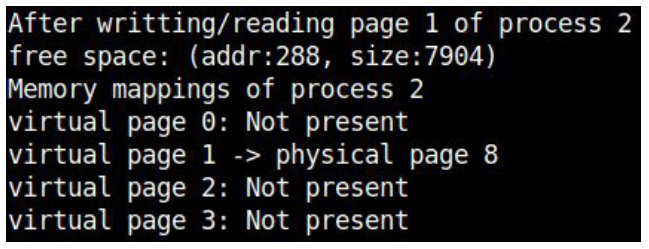 After writting/reading page 1 of process 2
free space: (addr:288, size:7904)
Memory mappings of process 2
virtual page 0: Not present
virtual page 1 -> physical page 8
virtual page 2: Not present
virtual page 3: Not present